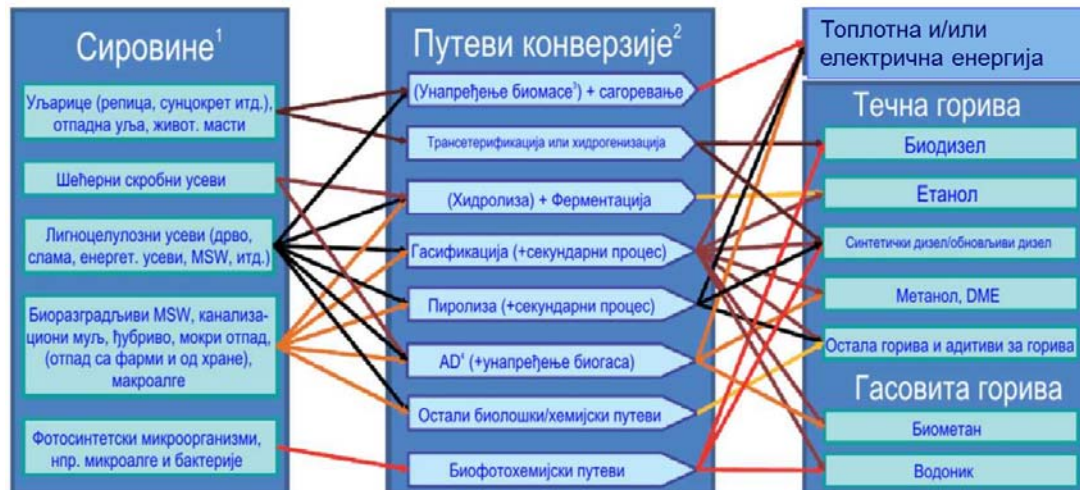 Сировине¹
Уљарице (репица, сунцокрет итд.),
отпадна уља, живот. масти
Шећерни скробни усеви
Лигноцелулозни усеви (дрво,
слама, енергет. усеви, MSW, итд.)
Биоразградљиви MSW, канализа-
циони муљ, ђубриво, мокри отпад,
(отпад са фарми и од хране),
макроалге
Фотосинтетски микроорганизми,
нпр. микроалге и бактерије
Путеви конверзије²
(Унапређење биомасе³) + сагоревање
Трансетерификација или хидрогенизација
(Хидролиза) + Ферментација
Гасификација (+секундарни процес)
Пиролиза (+секундарни процес)
AD⁴ (+унапређење биогаса)
Остали биолошки/хемијски путеви
Биофотохемијски путеви
Топлотна и/или
електрична енергија
Течна горива
Биодизел
Етанол
Синтетички дизел/обновљиви дизел
Метанол, DME
Остала горива и адитиви за горива
Гасовита горива
Биометан
Водоник